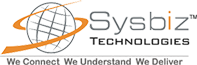 Sysbiz™
TECHNOLOGIES
We Connect We Understand We Deliver